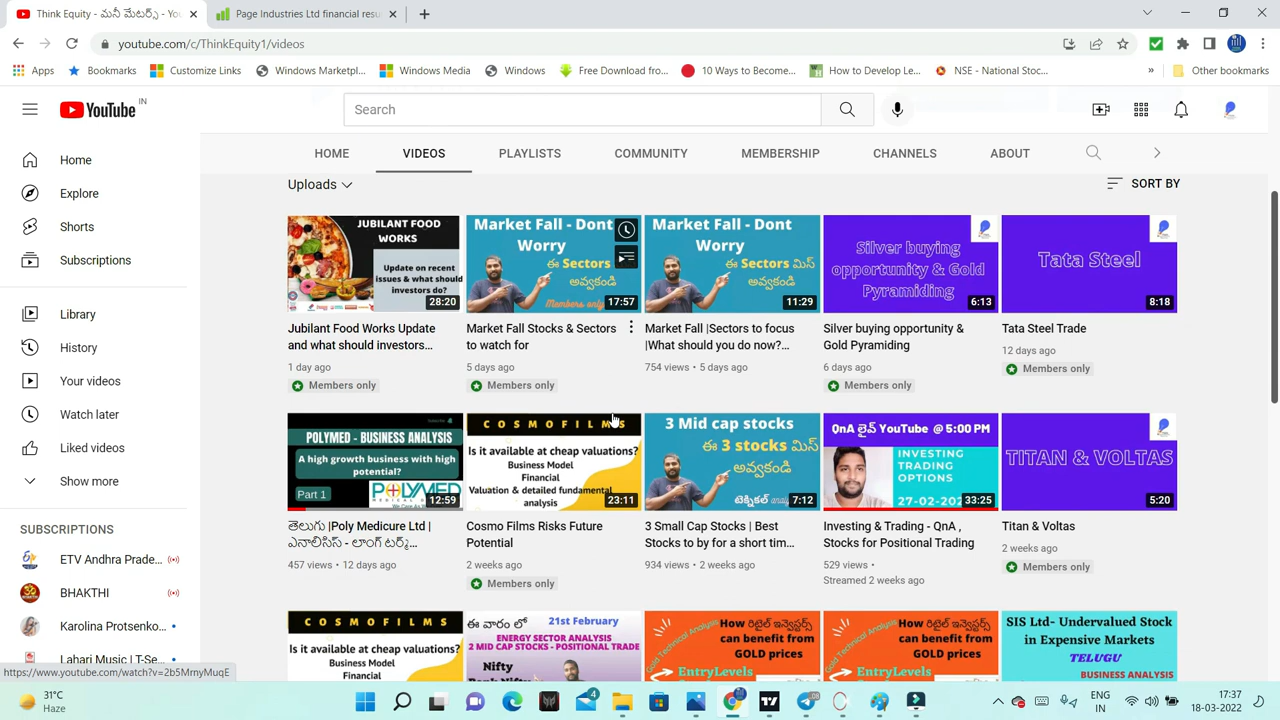 Think Equity - మనీ మేటర్స్ - You
Page Industries Ltd financial resu
youtube.com/c/ThinkEquity1/videos
Apps
Bookmarks
Customize Links
Windows Marketpl...
Windows Media
Windows
Free Download fro...
10 Ways to Become...
How to Develop Le...
NSE - National Stoc...
»
Other bookmarks
YouTube IN
Search
HOME
VIDEOS
PLAYLISTS
COMMUNITY
MEMBERSHIP
CHANNELS
ABOUT
Home
Explore
Shorts
Subscriptions
Library
History
Your videos
Watch later
Liked videos
Show more
SUBSCRIPTIONS
ETV Andhra Prade...
BHAKTHI
Karolina Protsenko...
Lahari Music | T-Se...
Uploads
SORT BY
JUBILANT FOOD
WORKS
Update on recent
issues & what should
investors do?
28:20
Jubilant Food Works Update
and what should investors...
1 day ago
Members only
Market Fall - Dont
Worry
ఈ Sectors
Members only
17:57
Market Fall Stocks & Sectors
to watch for
5 days ago
Members only
Market Fall - Dont
Worry
ఈ Sectors మిస్
అవ్వకండి
11:29
Market Fall |Sectors to focus
|What should you do now?...
754 views • 5 days ago
Silver buying
opportunity & Gold
Pyramiding
6:13
Silver buying opportunity &
Gold Pyramiding
6 days ago
Members only
Tata Steel
8:18
Tata Steel Trade
12 days ago
Members only
POLYMED - BUSINESS ANALYSIS
A high growth business with high
potential?
Part 1
POLYMED
12:59
తెలుగు |Poly Medicure Ltd |
ఎనాలిసిస్ - లాంగ్ టర్మ్...
457 views • 12 days ago
COSMOFILMS
Is it available at cheap valuations?
Business Model
Financial
Valuation & detailed fundamental
analysis
23:11
Cosmo Films Risks Future
Potential
2 weeks ago
Members only
3 Mid cap stocks
ఈ 3 stocks మిస్
అవ్వకండి
టెక్నికల్
7:12
3 Small Cap Stocks | Best
Stocks to by for a short tim...
934 views • 2 weeks ago
QnA లైవ్ YouTube @ 5:00 PM
INVESTING
TRADING
OPTIONS
27-02-202
33:25
Investing & Trading - QnA ,
Stocks for Positional Trading
529 views •
Streamed 2 weeks ago
TITAN & VOLTAS
5:20
Titan & Voltas
2 weeks ago
Members only
COSMOFILMS
Is it available at cheap valuations?
Business Model
ఈ వారం లో 21st February
ENERGY SECTOR ANALYSIS
2 MID CAP STOCKS - POSITIONAL TRADE
Nifty
Gold Technical Analysis
How రిటైల్ ఇన్వెస్టర్స్
can benefit from
GOLD prices
EntryLevels
Gold Technical Analysis
How రిటైల్ ఇన్వెస్టర్స్
can benefit from
GOLD prices
EntryLevels
SIS Ltd- Undervalued Stock
in Expensive Markets
TELUGU
BUSINESS ANALYSIS
https://www.youtube.com/watch?v=2b5MrnyMuqE
31°C
Haze
4
ENG
IN
17:37
18-03-2022